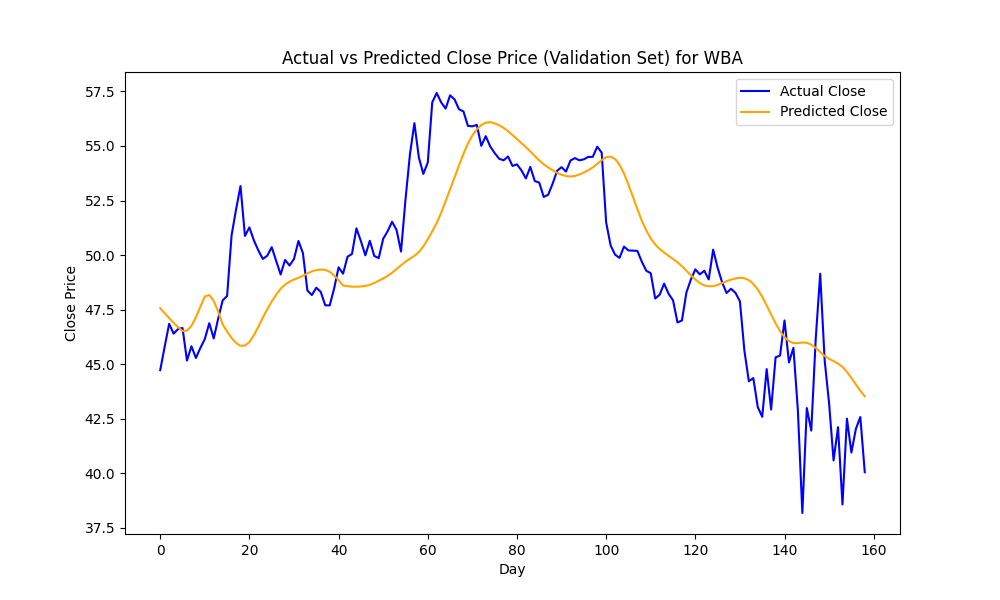 Actual vs Predicted Close Price (Validation Set) for WBA
Actual Close
Predicted Close
Close Price
57.5
55.0
52.5
50.0
47.5
45.0
42.5
40.0
37.5
0 20 40 60 80 100 120 140 160
Day